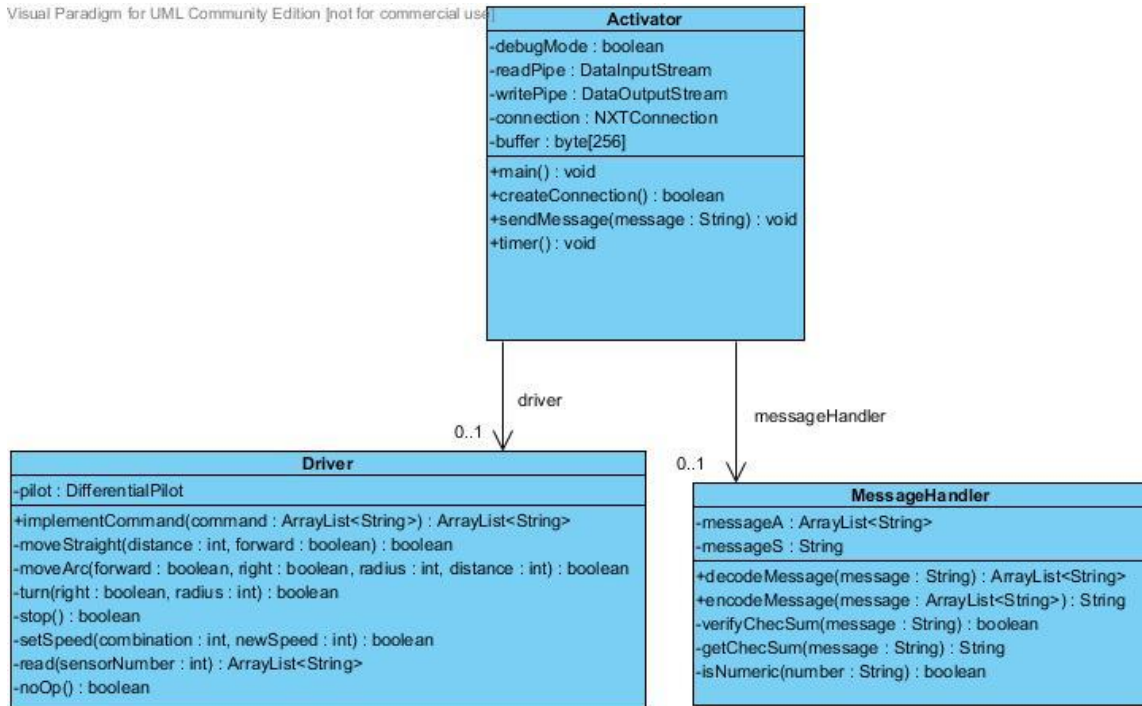 Visual Paradigm for UML Community Edition [not for commercial use]
Activator
-debugMode : boolean
-readPipe : DataInputStream
-writePipe : DataOutputStream
-connection : NXTConnection
-buffer : byte[256]
+main() : void
+createConnection() : boolean
+sendMessage(message : String) : void
+timer() : void
driver
messageHandler
0..1
0..1
Driver
-pilot : DifferentialPilot
+implementCommand(command : ArrayList<String>) : ArrayList<String>
-moveStraight(distance : int, forward : boolean) : boolean
-moveArc(forward : boolean, right : boolean, radius : int, distance : int) : boolean
-turn(right : boolean, radius : int) : boolean
-stop() : boolean
-setSpeed(combination : int, newSpeed : int) : boolean
-read(sensorNumber : int) : ArrayList<String>
-noOp() : boolean
MessageHandler
-messageA : ArrayList<String>
-messageS : String
+decodeMessage(message : String) : ArrayList<String>
+encodeMessage(message : ArrayList<String>) : String
-verifyChecSum(message : String) : boolean
-getChecSum(message : String) : String
-isNumeric(number : String) : boolean